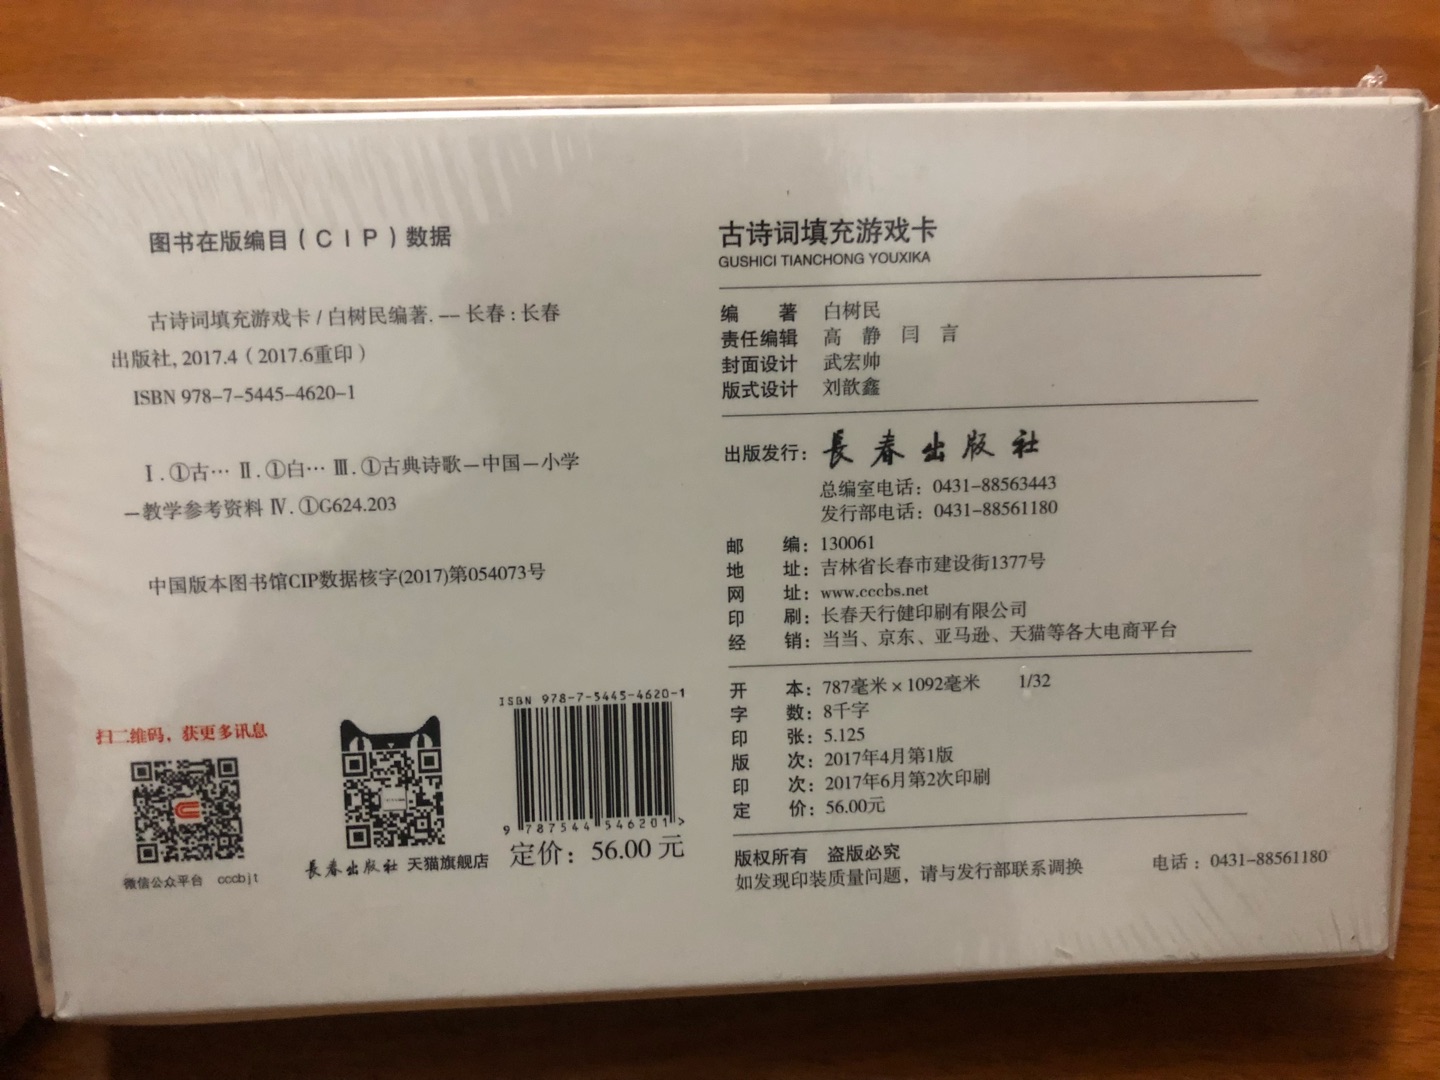 图书在版编目(CIP)数据
古诗词填充游戏卡/白树民编著.--长春:长春
出版社,2017.4(2017.6重印)
ISBN 978-7-5445-4620-1
Ⅰ.①古… Ⅱ.①白… Ⅲ.①古典诗歌—中国—小学
—教学参考资料 Ⅳ.①G624.203
中国版本图书馆CIP数据核字(2017)第054073号
扫二维码，获更多讯息
微信公众平台 cccbjt
长春出版社 天猫旗舰店
ISBN 978-7-5445-4620-1
9 787544 546201 >
定价：56.00 元
古诗词填充游戏卡
GUSHICI TIANCHONG YOUXIKA
编 著 白树民
责任编辑 高 静 闫 言
封面设计 武宏帅
版式设计 刘歆鑫
出版发行：長春出版社
总编室电话：0431-88563443
发行部电话：0431-88561180
邮 编：130061
地 址：吉林省长春市建设街1377号
网 址：www.cccbs.net
印 刷：长春天行健印刷有限公司
经 销：当当、京东、亚马逊、天猫等各大电商平台
开 本：787毫米×1092毫米 1/32
字 数：8千字
印 张：5.125
版 次：2017年4月第1版
印 次：2017年6月第2次印刷
定 价：56.00元
版权所有 盗版必究
如发现印装质量问题，请与发行部联系调换 电话：0431-88561180